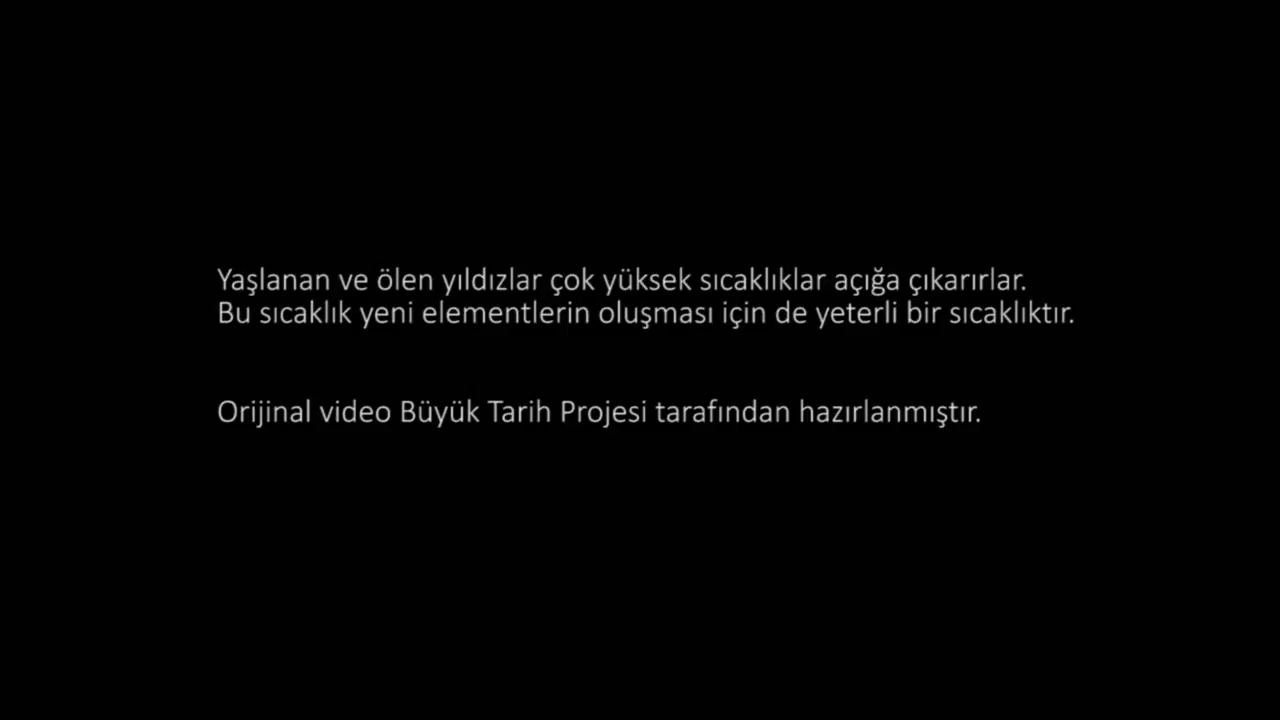 Yaşlanan ve ölen yıldızlar çok yüksek sıcaklıklar açığa çıkarırlar.
Bu sıcaklık yeni elementlerin oluşması için de yeterli bir sıcaklıktır.
Orijinal video Büyük Tarih Projesi tarafından hazırlanmıştır.